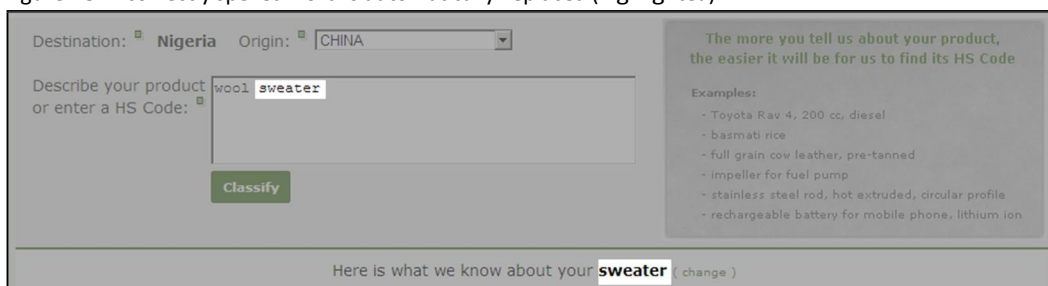 Destination: Nigeria Origin: CHINA
Describe your product
or enter a HS Code:
wool sweater
Classify
The more you tell us about your product,
the easier it will be for us to find its HS Code
Examples:
- Toyota Rav 4, 200 cc, diesel
- basmati rice
- full grain cow leather, pre-tanned
- impeller for fuel pump
- stainless steel rod, hot extruded, circular profile
- rechargeable battery for mobile phone, lithium ion
Here is what we know about your sweater ( change )